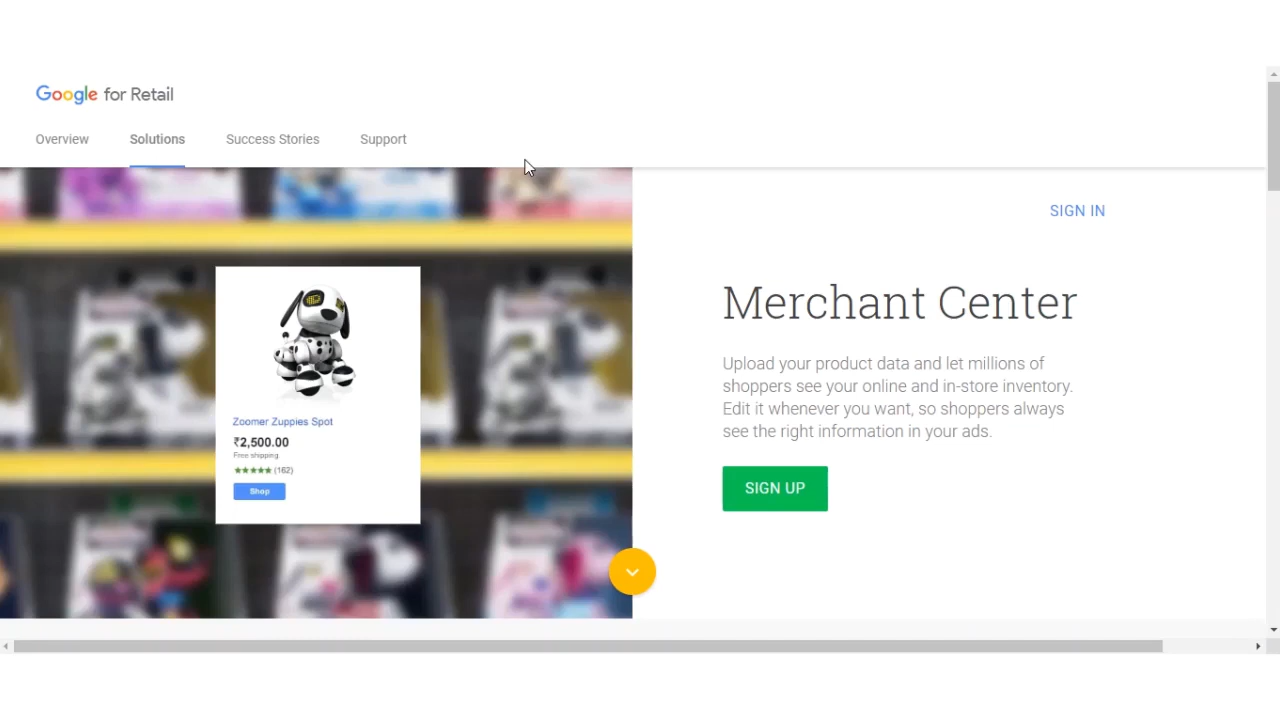 Google for Retail
Overview Solutions Success Stories Support
SIGN IN
Zoomer Zuppies Spot
₹2,500.00
Free shipping
★★★★★ (162)
Shop
Merchant Center
Upload your product data and let millions of
shoppers see your online and in-store inventory.
Edit it whenever you want, so shoppers always
see the right information in your ads.
SIGN UP